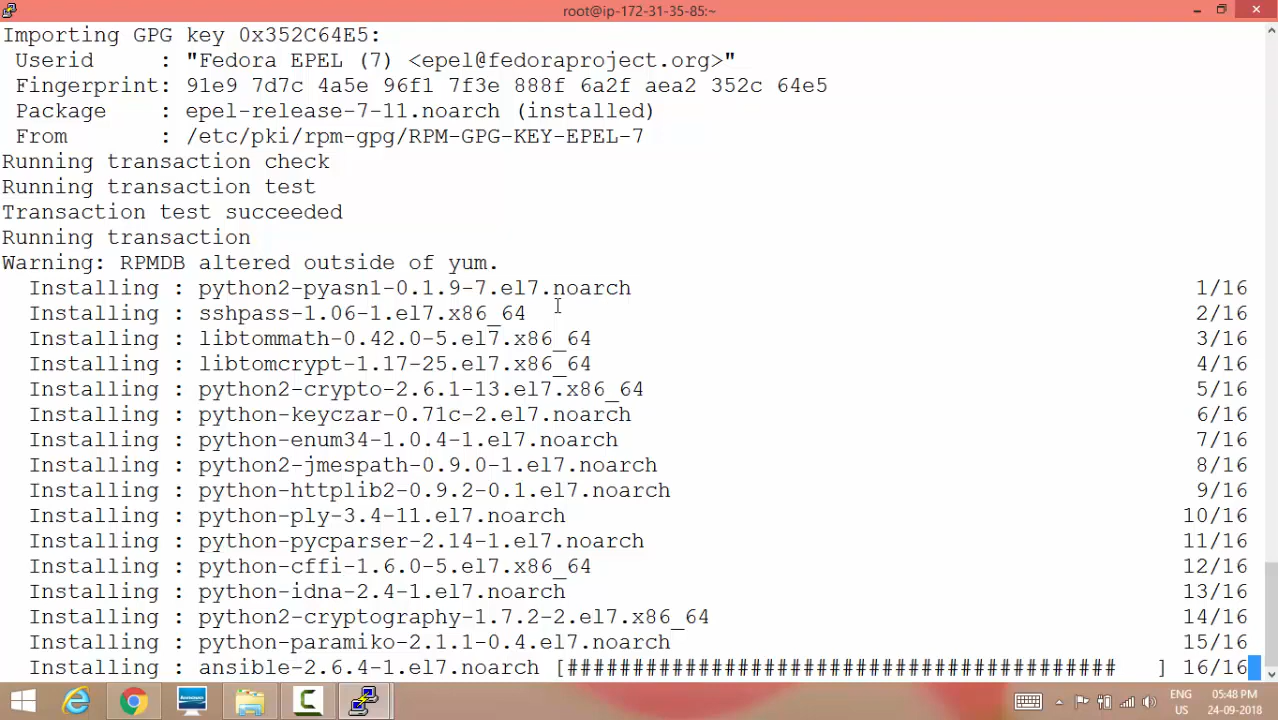 root@ip-172-31-35-85:~
Importing GPG key 0x352C64E5:
 Userid     : "Fedora EPEL (7) <epel@fedoraproject.org>"
 Fingerprint: 91e9 7d7c 4a5e 96f1 7f3e 888f 6a2f aea2 352c 64e5
 Package    : epel-release-7-11.noarch (installed)
 From       : /etc/pki/rpm-gpg/RPM-GPG-KEY-EPEL-7
Running transaction check
Running transaction test
Transaction test succeeded
Running transaction
Warning: RPMDB altered outside of yum.
  Installing : python2-pyasn1-0.1.9-7.el7.noarch 1/16
  Installing : sshpass-1.06-1.el7.x86_64 2/16
  Installing : libtommath-0.42.0-5.el7.x86_64 3/16
  Installing : libtomcrypt-1.17-25.el7.x86_64 4/16
  Installing : python2-crypto-2.6.1-13.el7.x86_64 5/16
  Installing : python-keyczar-0.71c-2.el7.noarch 6/16
  Installing : python-enum34-1.0.4-1.el7.noarch 7/16
  Installing : python2-jmespath-0.9.0-1.el7.noarch 8/16
  Installing : python-httplib2-0.9.2-0.1.el7.noarch 9/16
  Installing : python-ply-3.4-11.el7.noarch 10/16
  Installing : python-pycparser-2.14-1.el7.noarch 11/16
  Installing : python-cffi-1.6.0-5.el7.x86_64 12/16
  Installing : python-idna-2.4-1.el7.noarch 13/16
  Installing : python2-cryptography-1.7.2-2.el7.x86_64 14/16
  Installing : python-paramiko-2.1.1-0.4.el7.noarch 15/16
  Installing : ansible-2.6.4-1.el7.noarch [##########################################   ] 16/16
ENG 05:48 PM
US 24-09-2018